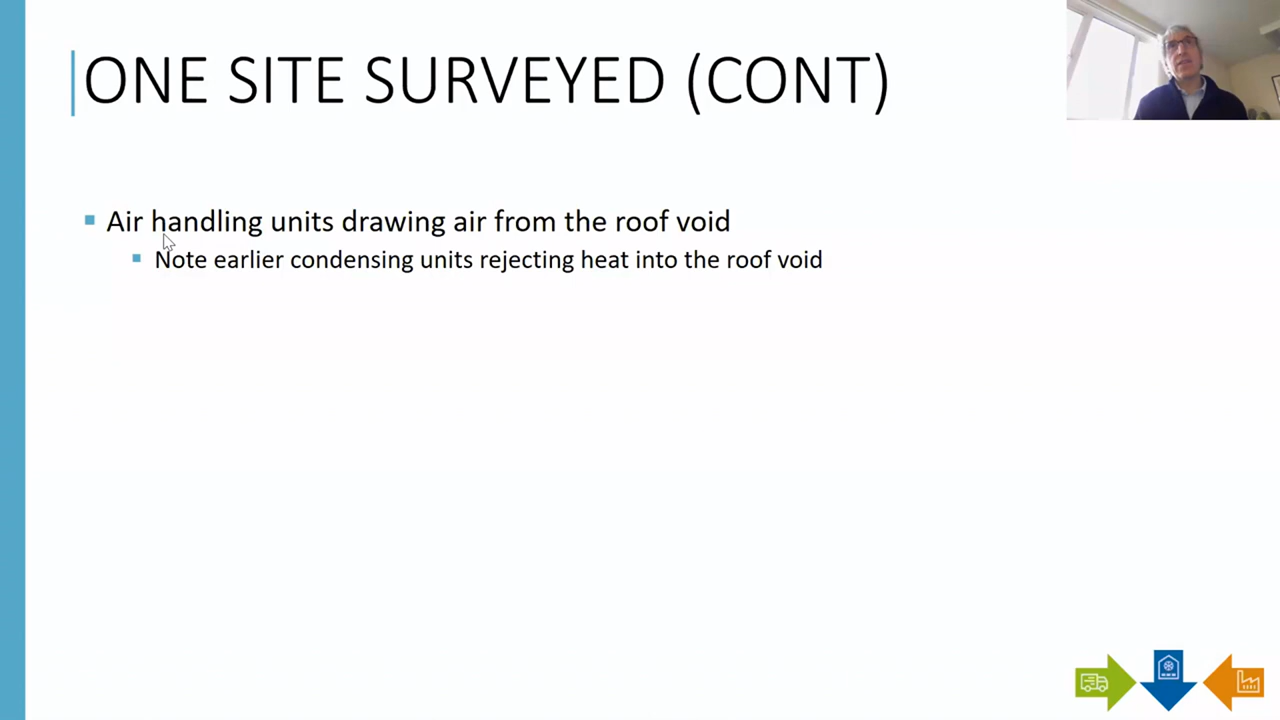 ONE SITE SURVEYED (CONT)
Air handling units drawing air from the roof void
Note earlier condensing units rejecting heat into the roof void